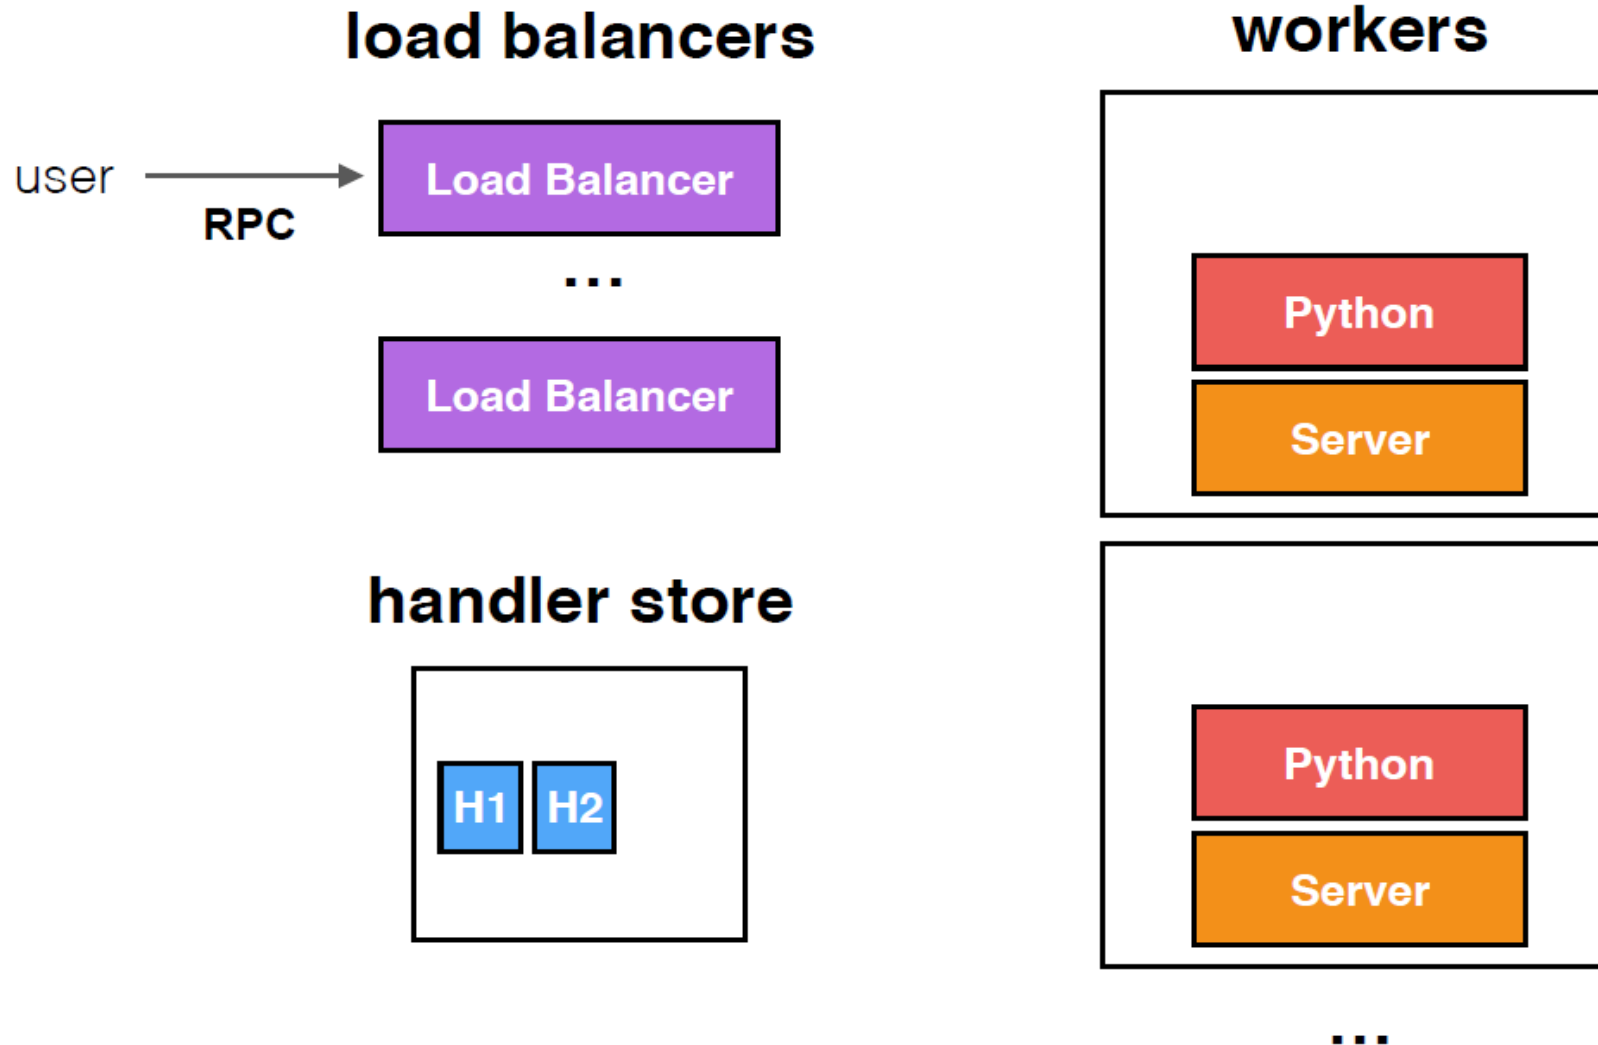 load balancers
user
RPC
Load Balancer
...
Load Balancer
handler store
H1 H2
workers
Python
Server
Python
Server
...